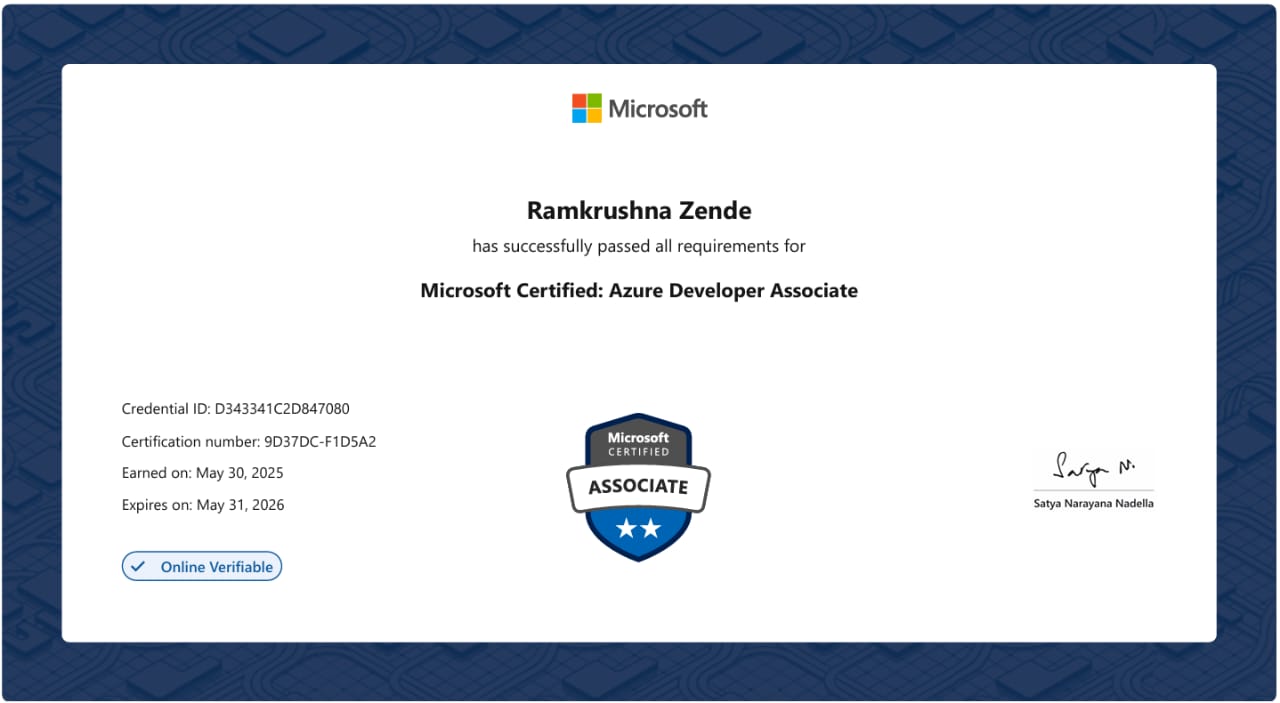 Microsoft
Ramkrushna Zende
has successfully passed all requirements for
Microsoft Certified: Azure Developer Associate
Credential ID: D343341C2D847080
Certification number: 9D37DC-F1D5A2
Earned on: May 30, 2025
Expires on: May 31, 2026
Online Verifiable
Microsoft
CERTIFIED
ASSOCIATE
Satya N.
Satya Narayana Nadella